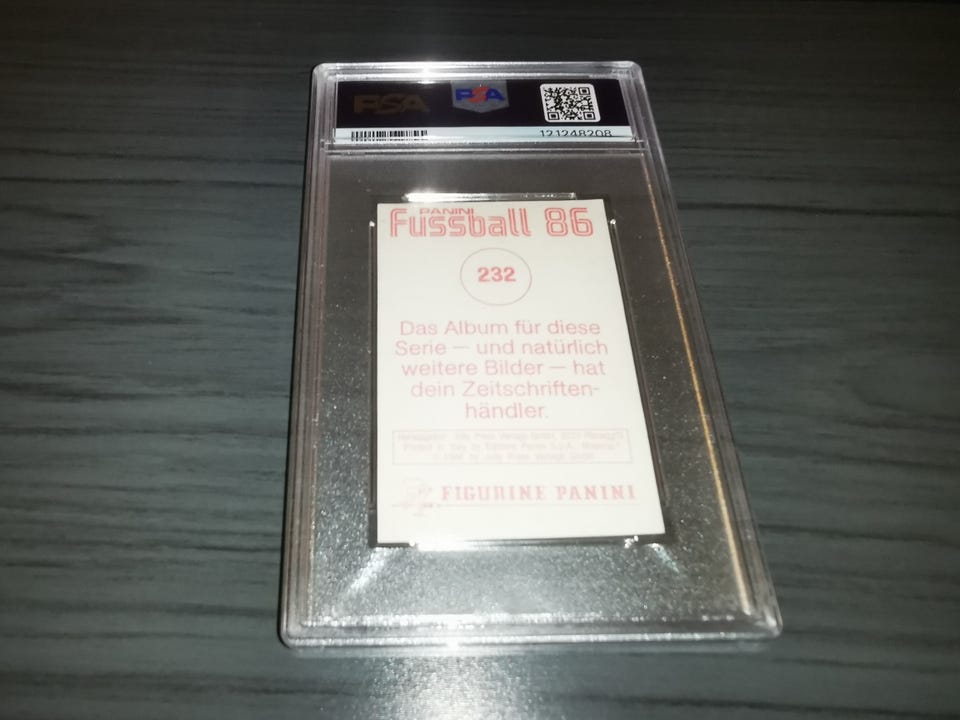 PSA
PSA
121248208
PANINI
Fussball 86
232
Das Album für diese
Serie — und natürlich
weitere Bilder — hat
dein Zeitschriften-
händler.
FIGURINE PANINI